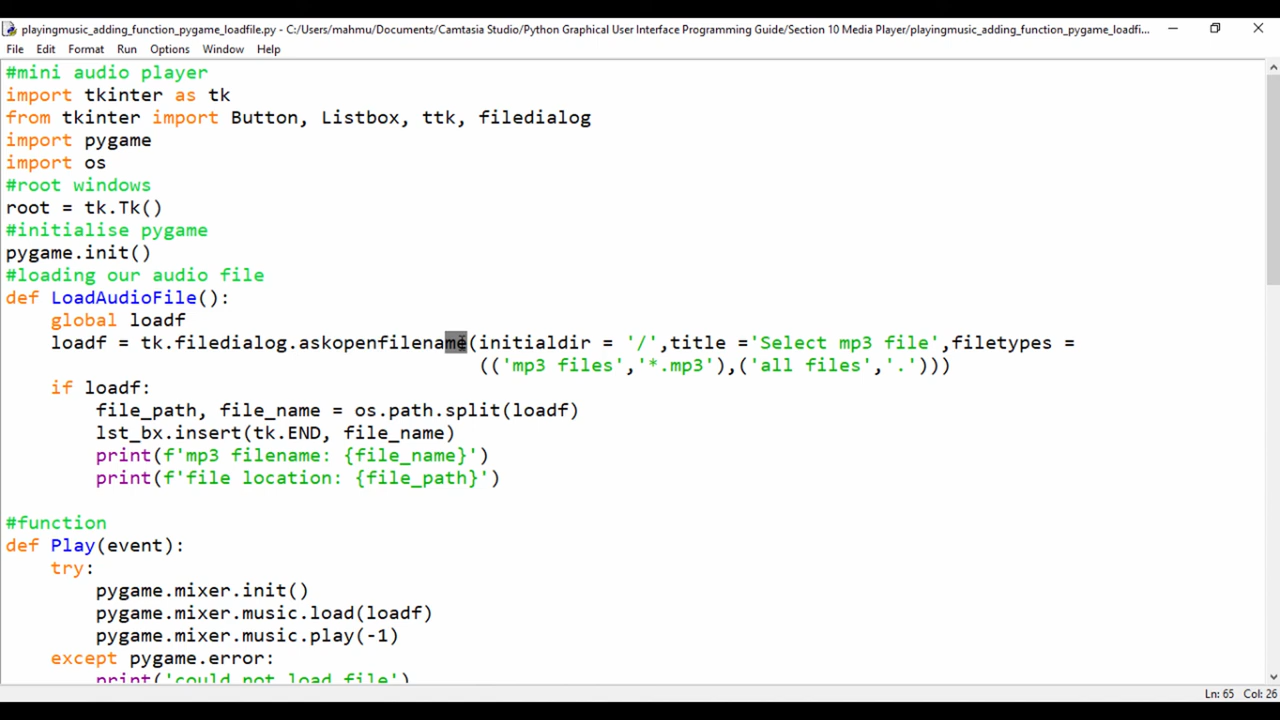 playingmusic_adding_function_pygame_loadfile.py - C:/Users/mahmu/Documents/Camtasia Studio/Python Graphical User Interface Programming Guide/Section 10 Media Player/playingmusic_adding_function_pygame_loadfi...
File Edit Format Run Options Window Help
#mini audio player
import tkinter as tk
from tkinter import Button, Listbox, ttk, filedialog
import pygame
import os
#root windows
root = tk.Tk()
#initialise pygame
pygame.init()
#loading our audio file
def LoadAudioFile():
    global loadf
    loadf = tk.filedialog.askopenfilename(initialdir = '/',title ='Select mp3 file',filetypes =
                                          (('mp3 files','*.mp3'),('all files','.')))
    if loadf:
        file_path, file_name = os.path.split(loadf)
        lst_bx.insert(tk.END, file_name)
        print(f'mp3 filename: {file_name}')
        print(f'file location: {file_path}')
#function
def Play(event):
    try:
        pygame.mixer.init()
        pygame.mixer.music.load(loadf)
        pygame.mixer.music.play(-1)
    except pygame.error:
        print('could not load file')
Ln: 65 Col: 26